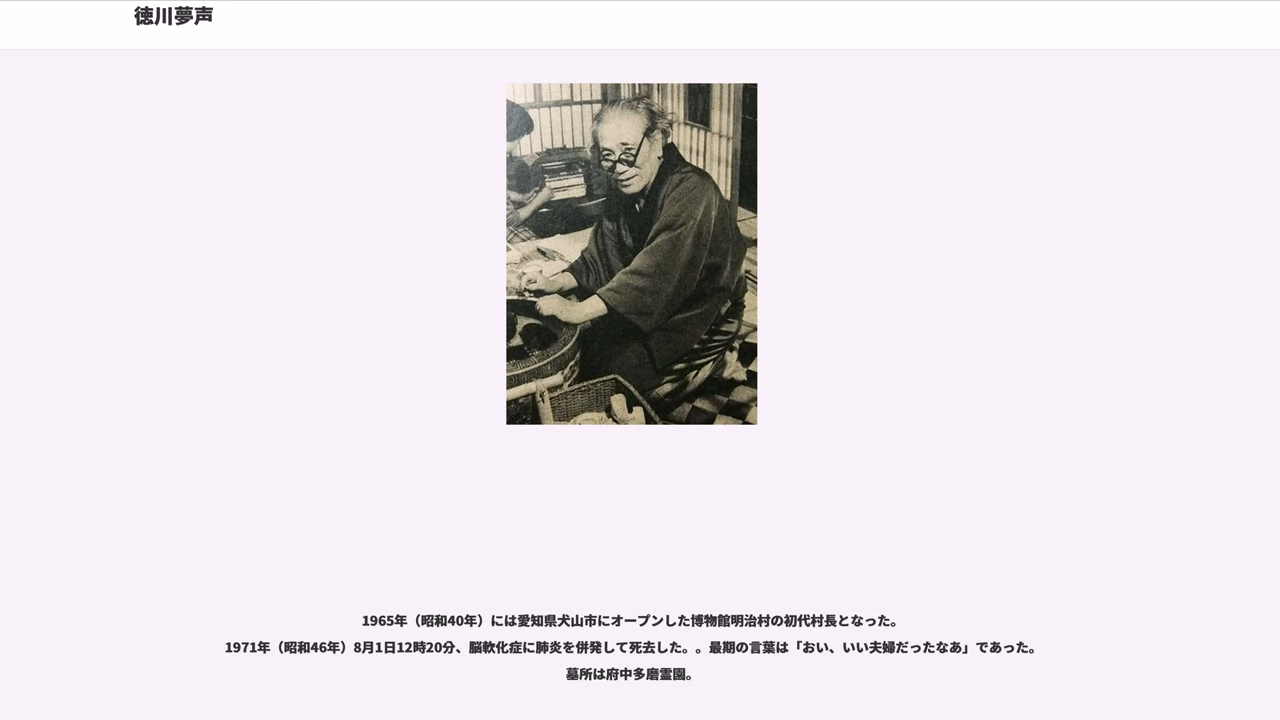 徳川夢声
1965年（昭和40年）には愛知県犬山市にオープンした博物館明治村の初代村長となった。
1971年（昭和46年）8月1日12時20分、脳軟化症に肺炎を併発して死去した。。最期の言葉は「おい、いい夫婦だったなあ」であった。
墓所は府中多磨霊園。